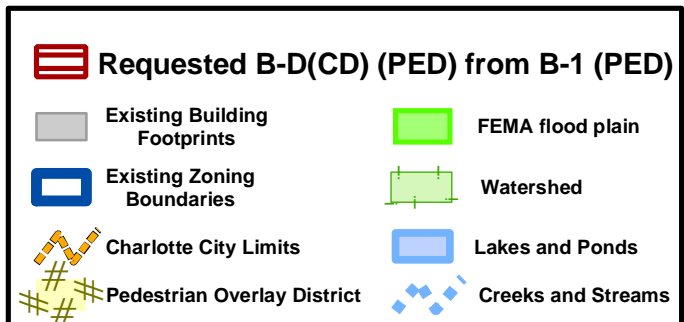 Requested B-D(CD) (PED) from B-1 (PED)
Existing Building
Footprints
FEMA flood plain
Existing Zoning
Boundaries
Watershed
Charlotte City Limits
Lakes and Ponds
Pedestrian Overlay District
Creeks and Streams